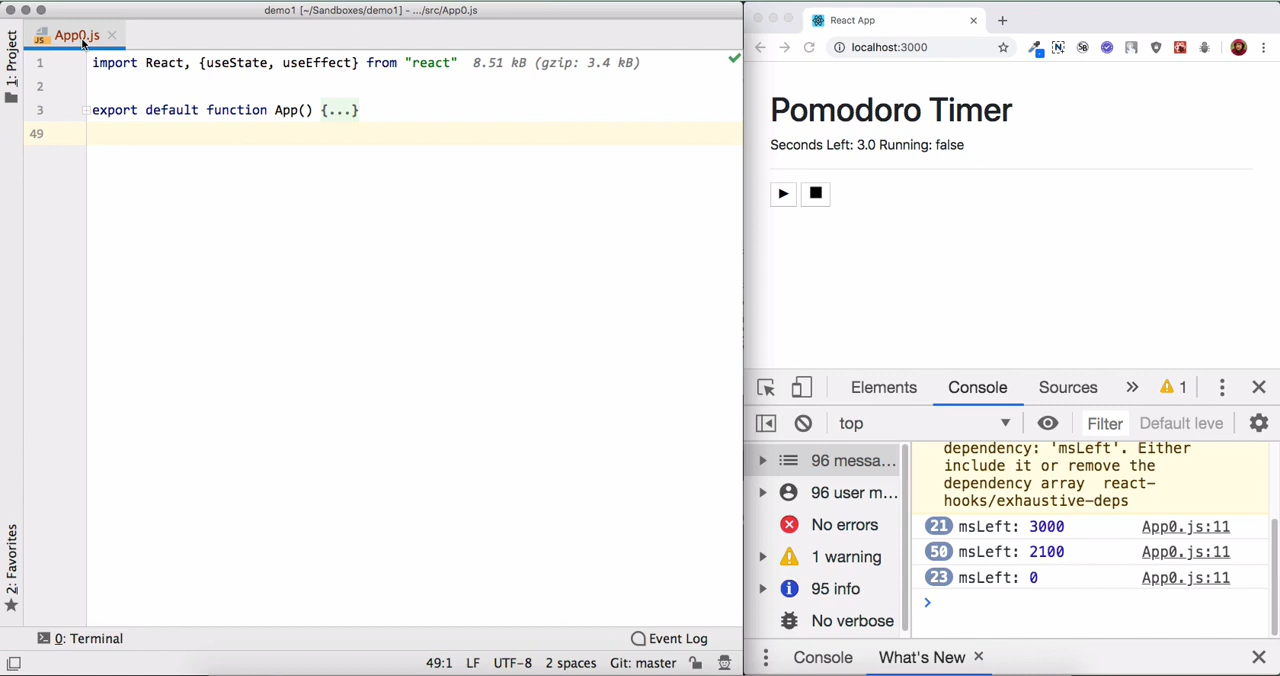 demo1 [~/Sandboxes/demo1] - .../src/App0.js
1: Project
2: Favorites
JS App0.js
1 import React, {useState, useEffect} from "react" 8.51 kB (gzip: 3.4 kB)
2
3 export default function App() {...}
49
0: Terminal
Event Log
49:1 LF UTF-8 2 spaces Git: master
React App
localhost:3000
Pomodoro Timer
Seconds Left: 3.0 Running: false
Elements Console Sources 1
top Filter Default leve
96 messa...
96 user m...
No errors
1 warning
95 info
No verbose
dependency: 'msLeft'. Either
include it or remove the
dependency array react-
hooks/exhaustive-deps
21 msLeft: 3000 App0.js:11
50 msLeft: 2100 App0.js:11
23 msLeft: 0 App0.js:11
Console What's New